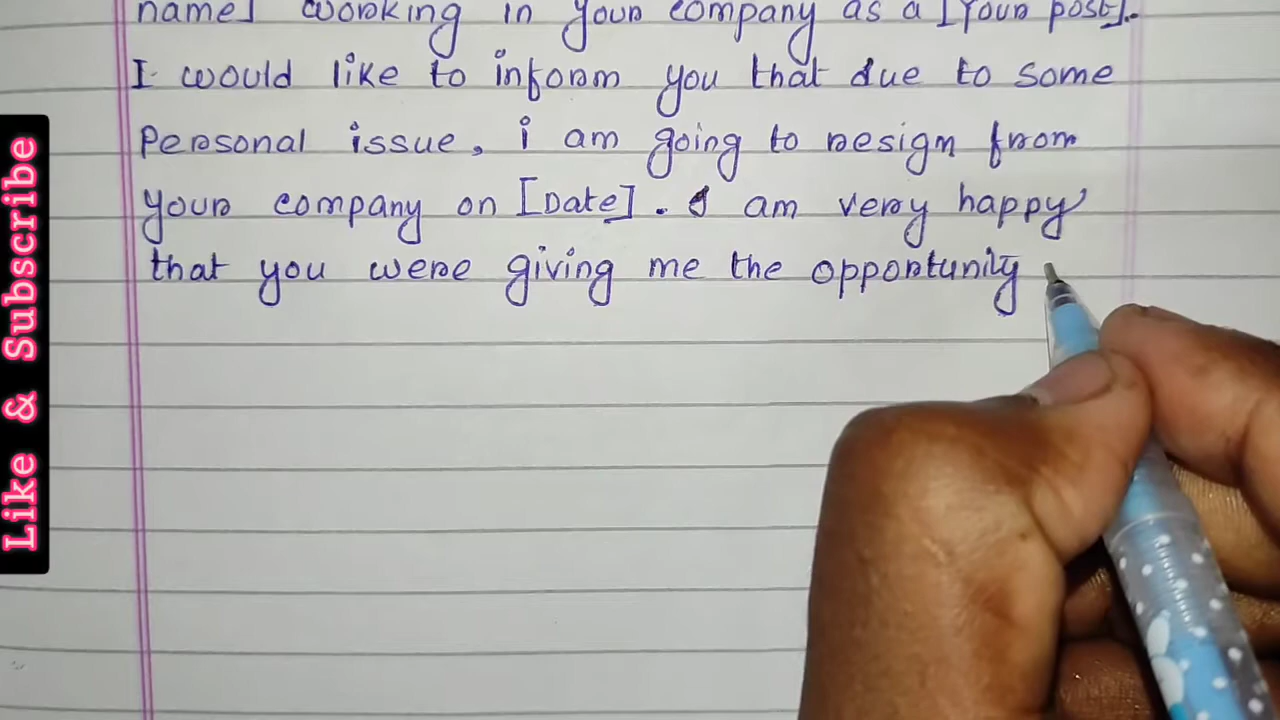 name] working in your company as a [Your post].
I would like to inform you that due to some
Personal issue, i am going to resign from
your company on [Date]. I am very happy
that you were giving me the opportunity
Like & Subscribe